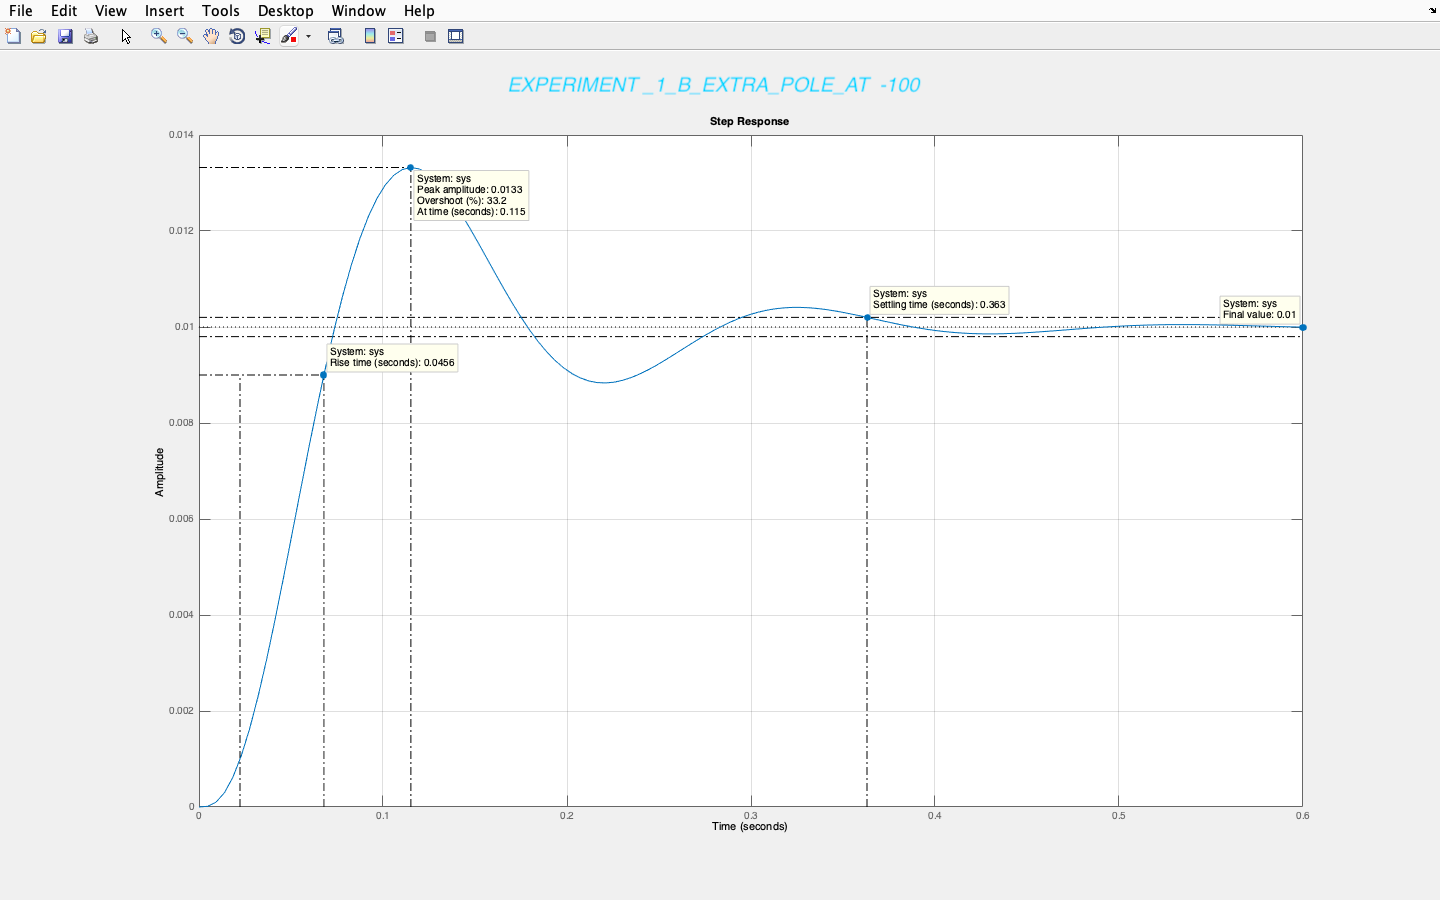 File Edit View Insert Tools Desktop Window Help
EXPERIMENT _1_B_EXTRA_POLE_AT -100
Step Response
0.014
System: sys
Peak amplitude: 0.0133
Overshoot (%): 33.2
At time (seconds): 0.115
0.012
System: sys
Settling time (seconds): 0.363
System: sys
Final value: 0.01
0.01
System: sys
Rise time (seconds): 0.0456
0.008
Amplitude
0.006
0.004
0.002
0
0 0.1 0.2 0.3 0.4 0.5 0.6
Time (seconds)